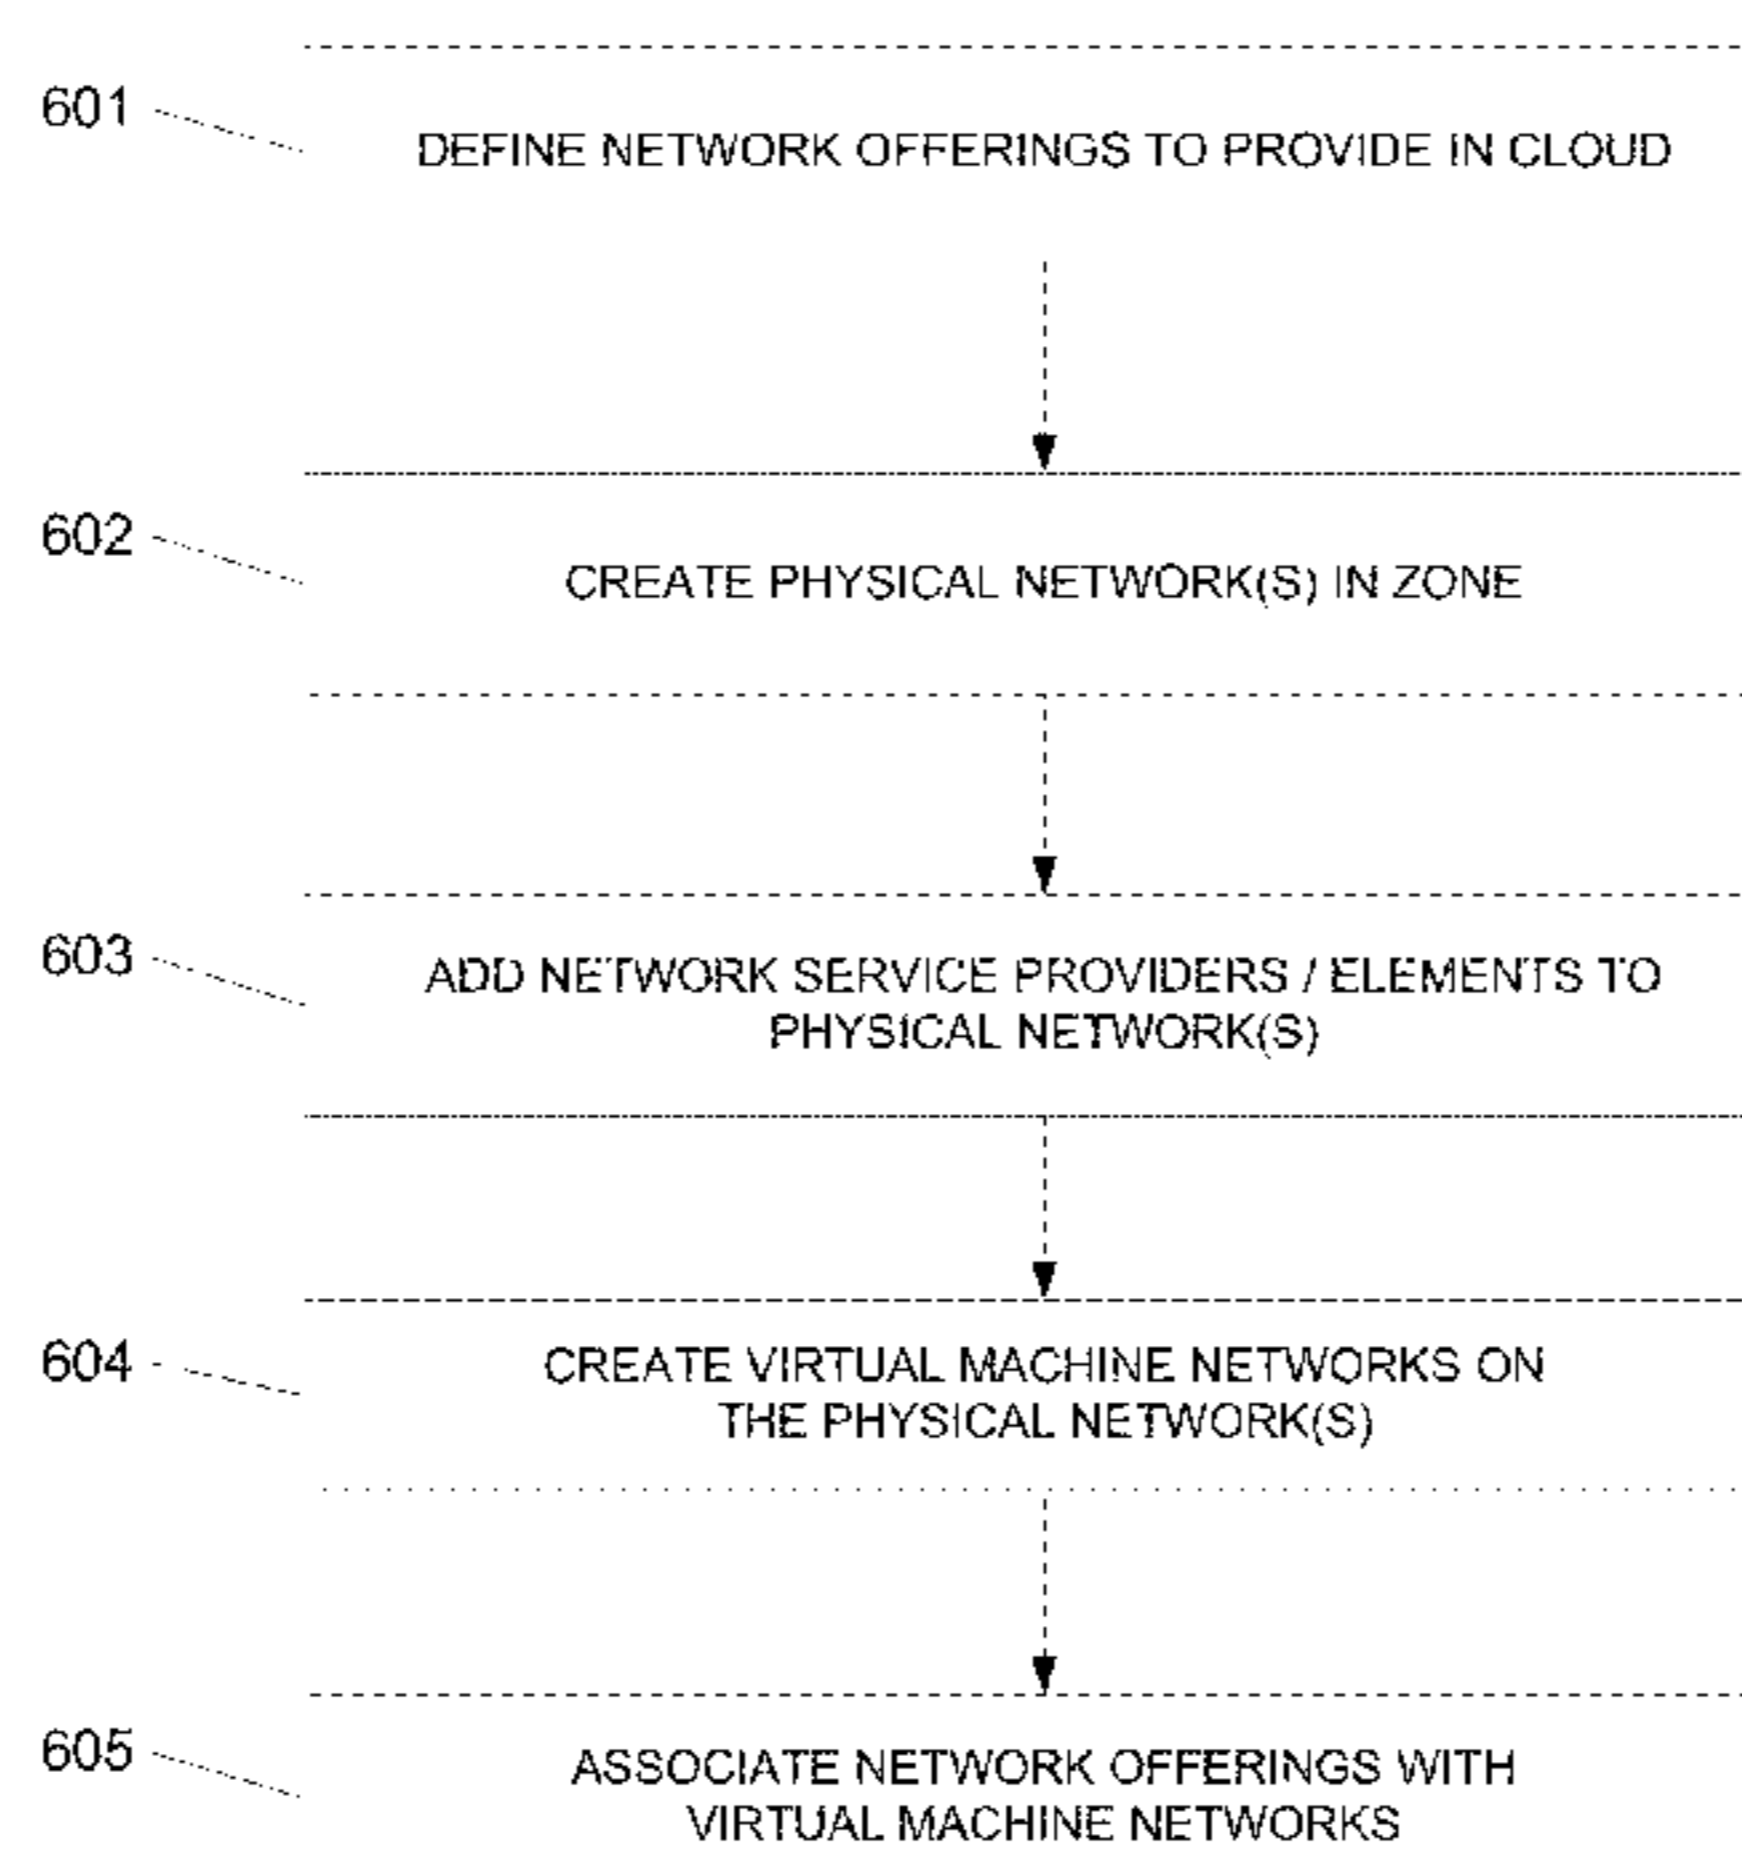 601
DEFINE NETWORK OFFERINGS TO PROVIDE IN CLOUD
602
CREATE PHYSICAL NETWORK(S) IN ZONE
603
ADD NETWORK SERVICE PROVIDERS / ELEMENTS TO
PHYSICAL NETWORK(S)
604
CREATE VIRTUAL MACHINE NETWORKS ON
THE PHYSICAL NETWORK(S)
605
ASSOCIATE NETWORK OFFERINGS WITH
VIRTUAL MACHINE NETWORKS